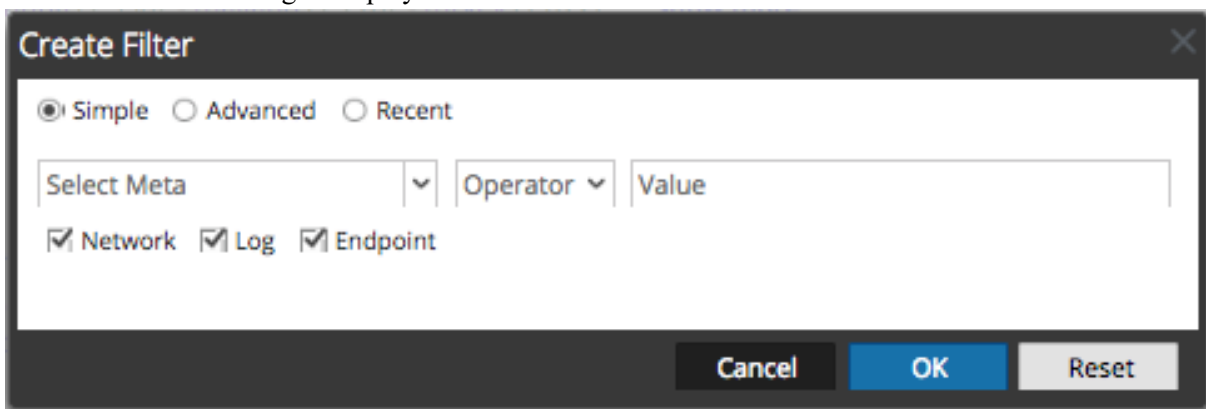 Create Filter
Simple Advanced Recent
Select Meta Operator Value
Network Log Endpoint
Cancel OK Reset